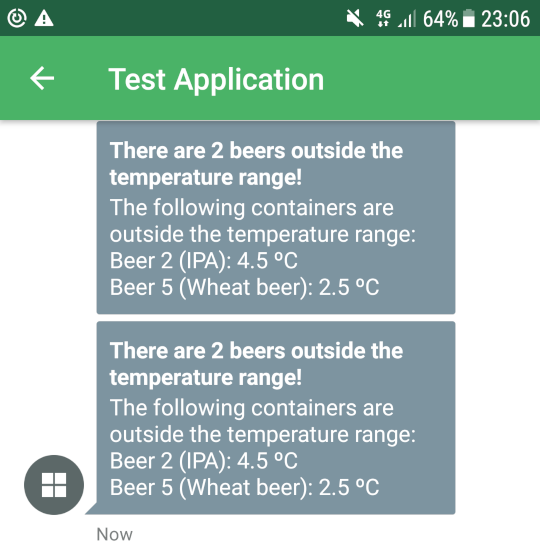 4G 64% 23:06
Test Application
There are 2 beers outside the
temperature range!
The following containers are
outside the temperature range:
Beer 2 (IPA): 4.5 ºC
Beer 5 (Wheat beer): 2.5 ºC
There are 2 beers outside the
temperature range!
The following containers are
outside the temperature range:
Beer 2 (IPA): 4.5 ºC
Beer 5 (Wheat beer): 2.5 ºC
Now